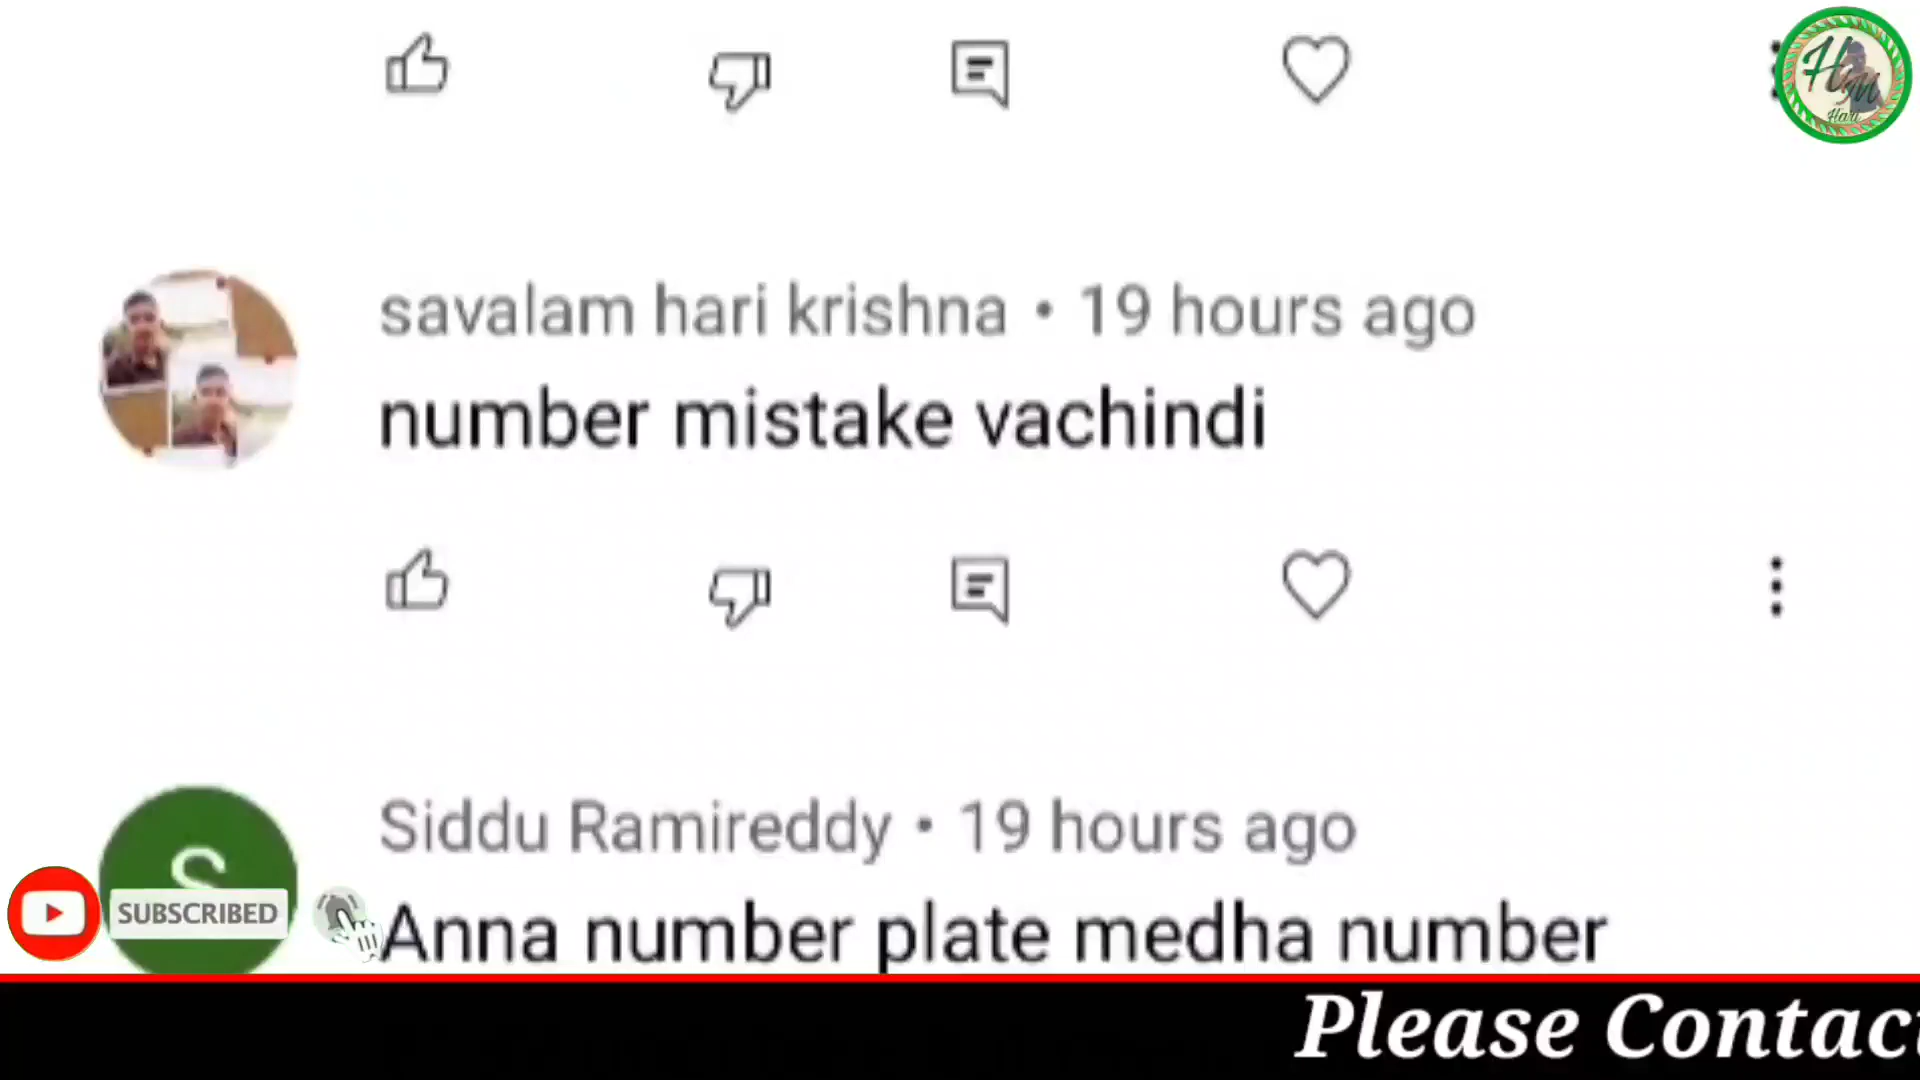 savalam hari krishna • 19 hours ago
number mistake vachindi
Siddu Ramireddy • 19 hours ago
S
SUBSCRIBED
Anna number plate medha number
Please Contac
Hari